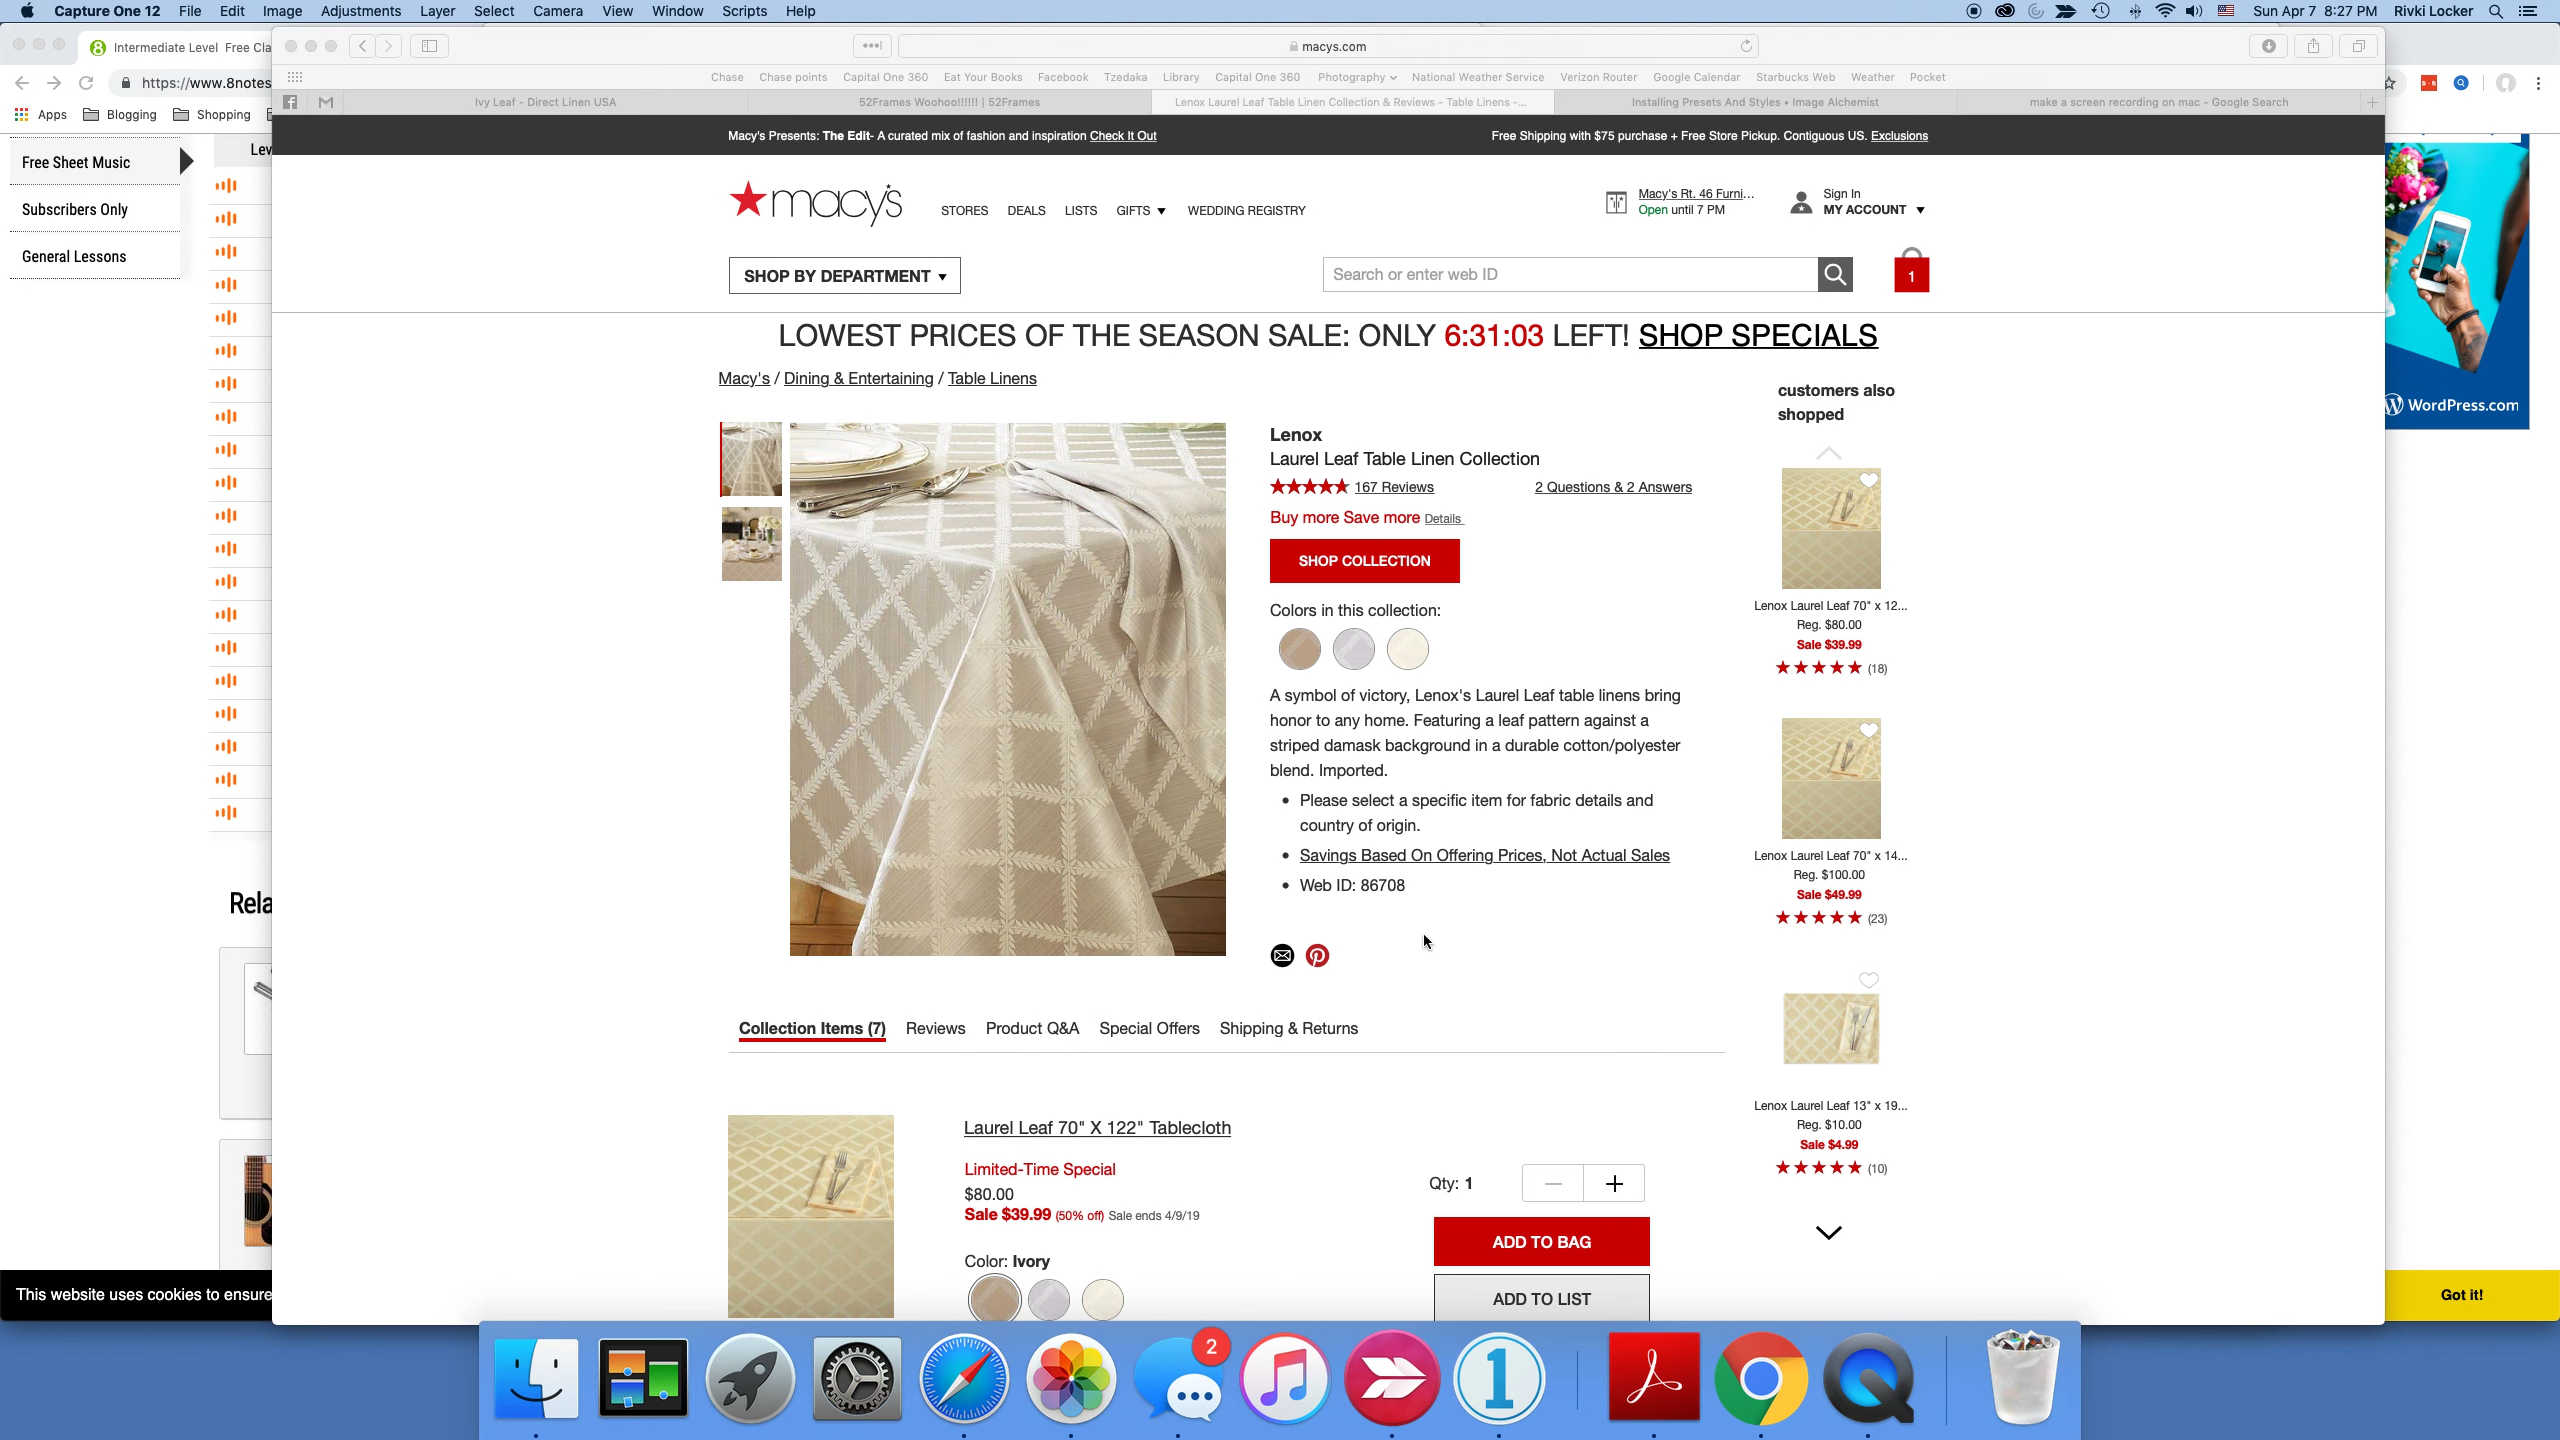 Capture One 12 File Edit Image Adjustments Layer Select Camera View Window Scripts Help
Sun Apr 7 8:27 PM Rivki Locker
8 Intermediate Level Free Cla
https://www.8notes
Apps Blogging Shopping
macys.com
Chase Chase points Capital One 360 Eat Your Books Facebook Tzedaka Library Capital One 360 Photography National Weather Service Verizon Router Google Calendar Starbucks Web Weather Pocket
Ivy Leaf - Direct Linen USA
52Frames Woohoo!!!!!! | 52Frames
Lenox Laurel Leaf Table Linen Collection & Reviews - Table Linens -...
Installing Presets And Styles • Image Alchemist
make a screen recording on mac - Google Search
Free Sheet Music
Subscribers Only
General Lessons
Lev
Rela
This website uses cookies to ensure
Macy's Presents: The Edit- A curated mix of fashion and inspiration Check It Out
Free Shipping with $75 purchase + Free Store Pickup. Contiguous US. Exclusions
macy's
STORES DEALS LISTS GIFTS WEDDING REGISTRY
Macy's Rt. 46 Furni...
Open until 7 PM
Sign In
MY ACCOUNT
SHOP BY DEPARTMENT
Search or enter web ID
1
LOWEST PRICES OF THE SEASON SALE: ONLY 6:31:03 LEFT! SHOP SPECIALS
Macy's / Dining & Entertaining / Table Linens
Lenox
Laurel Leaf Table Linen Collection
167 Reviews
2 Questions & 2 Answers
Buy more Save more Details
SHOP COLLECTION
Colors in this collection:
A symbol of victory, Lenox's Laurel Leaf table linens bring
honor to any home. Featuring a leaf pattern against a
striped damask background in a durable cotton/polyester
blend. Imported.
• Please select a specific item for fabric details and
country of origin.
• Savings Based On Offering Prices, Not Actual Sales
• Web ID: 86708
customers also
shopped
Lenox Laurel Leaf 70" x 12...
Reg. $80.00
Sale $39.99
(18)
Lenox Laurel Leaf 70" x 14...
Reg. $100.00
Sale $49.99
(23)
Lenox Laurel Leaf 13" x 19...
Reg. $10.00
Sale $4.99
(10)
Collection Items (7) Reviews Product Q&A Special Offers Shipping & Returns
Laurel Leaf 70" X 122" Tablecloth
Limited-Time Special
$80.00
Sale $39.99 (50% off) Sale ends 4/9/19
Color: Ivory
Qty: 1
ADD TO BAG
ADD TO LIST
WordPress.com
Got it!
2
1